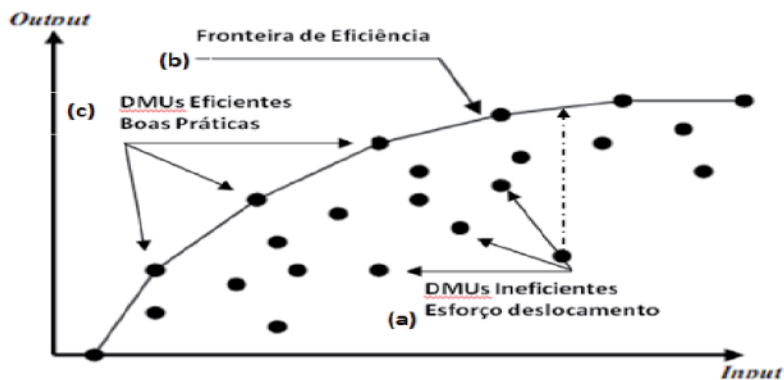 Output
Fronteira de Eficiência
(b)
(c)
DMUs Eficientes
Boas Práticas
DMUs Ineficientes
Esforço deslocamento
(a)
Input